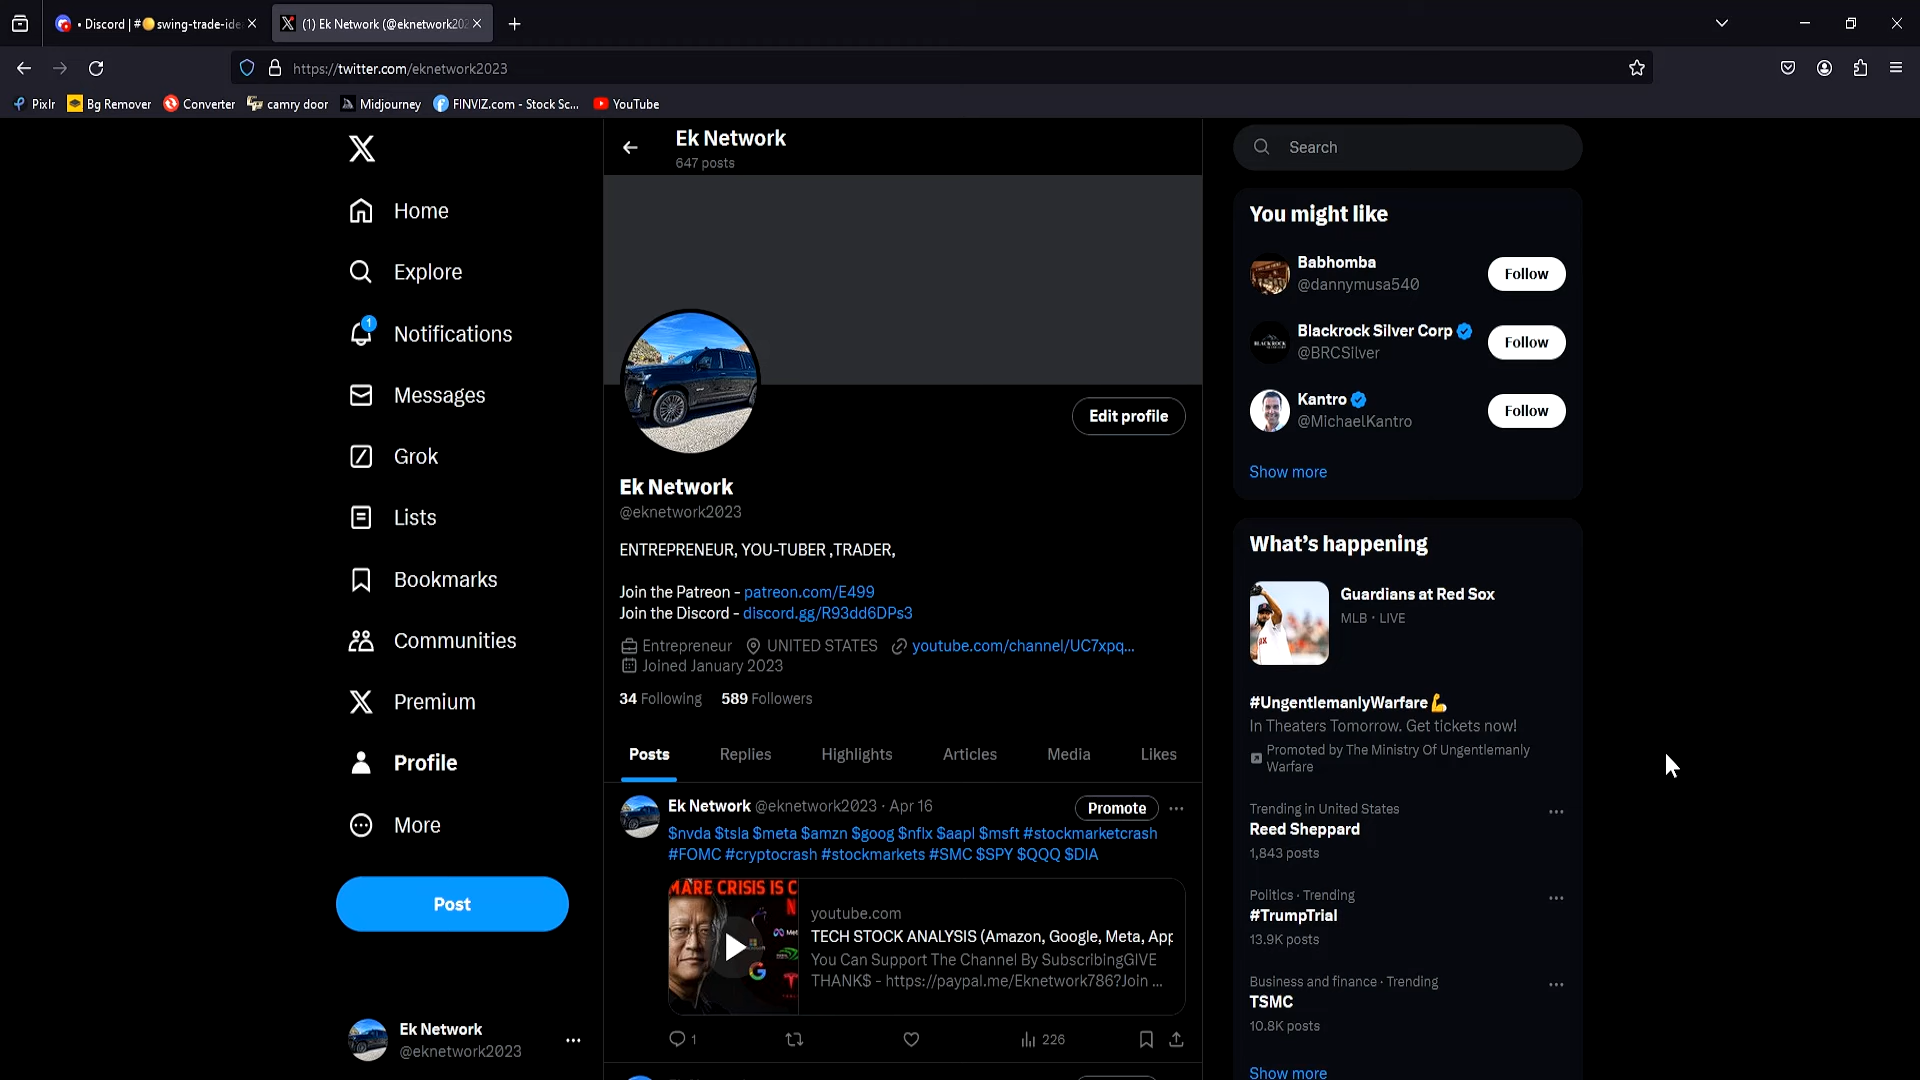 • Discord | #🟡swing-trade-ide
(1) Ek Network (@eknetwork202
https://twitter.com/eknetwork2023
Pixlr
Bg Remover
Converter
camry door
Midjourney
FINVIZ.com - Stock Sc...
YouTube
Home
Explore
1
Notifications
Messages
Grok
Lists
Bookmarks
Communities
Premium
Profile
More
Post
Ek Network
@eknetwork2023
Ek Network
647 posts
Edit profile
Ek Network
@eknetwork2023
ENTREPRENEUR, YOU-TUBER ,TRADER,
Join the Patreon - patreon.com/E499
Join the Discord - discord.gg/R93dd6DPs3
Entrepreneur UNITED STATES youtube.com/channel/UC7xpq...
Joined January 2023
34 Following 589 Followers
Posts Replies Highlights Articles Media Likes
Ek Network @eknetwork2023 · Apr 16
Promote
$nvda $tsla $meta $amzn $goog $nflx $aapl $msft #stockmarketcrash
#FOMC #cryptocrash #stockmarkets #SMC $SPY $QQQ $DIA
MARE CRISIS IS C
Meta
youtube.com
TECH STOCK ANALYSIS (Amazon, Google, Meta, App
You Can Support The Channel By SubscribingGIVE
THANK$ - https://paypal.me/Eknetwork786?Join ...
1
226
Search
You might like
Babhomba
@dannymusa540
Follow
BLACKROCK
Blackrock Silver Corp
@BRCSilver
Follow
Kantro
@MichaelKantro
Follow
Show more
What's happening
Guardians at Red Sox
MLB · LIVE
#UngentlemanlyWarfare💪
In Theaters Tomorrow. Get tickets now!
Promoted by The Ministry Of Ungentlemanly
Warfare
Trending in United States
Reed Sheppard
1,843 posts
Politics · Trending
#TrumpTrial
13.9K posts
Business and finance · Trending
TSMC
10.8K posts
Show more